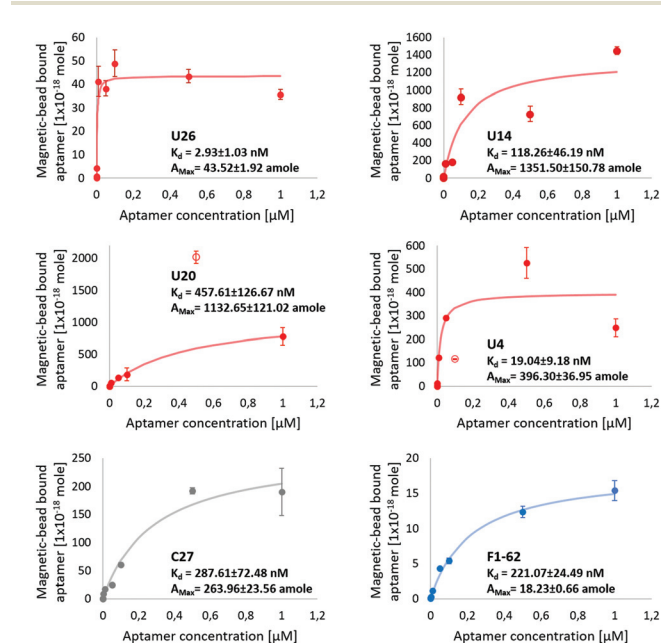 Magnetic-bead bound
aptamer [1x10⁻¹⁸ mole]
60
50
40
30
20
10
0
U26
Kd = 2.93±1.03 nM
AMax= 43.52±1.92 amole
0 0,2 0,4 0,6 0,8 1 1,2
Aptamer concentration [µM]
Magnetic-bead bound
aptamer [1x10⁻¹⁸ mole]
1600
1400
1200
1000
800
600
400
200
0
U14
Kd = 118.26±46.19 nM
AMax= 1351.50±150.78 amole
0 0,2 0,4 0,6 0,8 1 1,2
Aptamer concentration [µM]
Magnetic-bead bound
aptamer [1x10⁻¹⁸ mole]
2000
1500
1000
500
0
U20
Kd = 457.61±126.67 nM
AMax= 1132.65±121.02 amole
0 0,2 0,4 0,6 0,8 1 1,2
Aptamer concentration [µM]
Magnetic-bead bound
aptamer [1x10⁻¹⁸ mole]
600
500
400
300
200
100
0
U4
Kd = 19.04±9.18 nM
AMax= 396.30±36.95 amole
0 0,2 0,4 0,6 0,8 1 1,2
Aptamer concentration [µM]
Magnetic-bead bound
aptamer [1x10⁻¹⁸ mole]
250
200
150
100
50
0
C27
Kd = 287.61±72.48 nM
AMax= 263.96±23.56 amole
0 0,2 0,4 0,6 0,8 1 1,2
Aptamer concentration [µM]
Magnetic-bead bound
aptamer [1x10⁻¹⁸ mole]
20
15
10
5
0
F1-62
Kd = 221.07±24.49 nM
AMax= 18.23±0.66 amole
0 0,2 0,4 0,6 0,8 1 1,2
Aptamer concentration [µM]